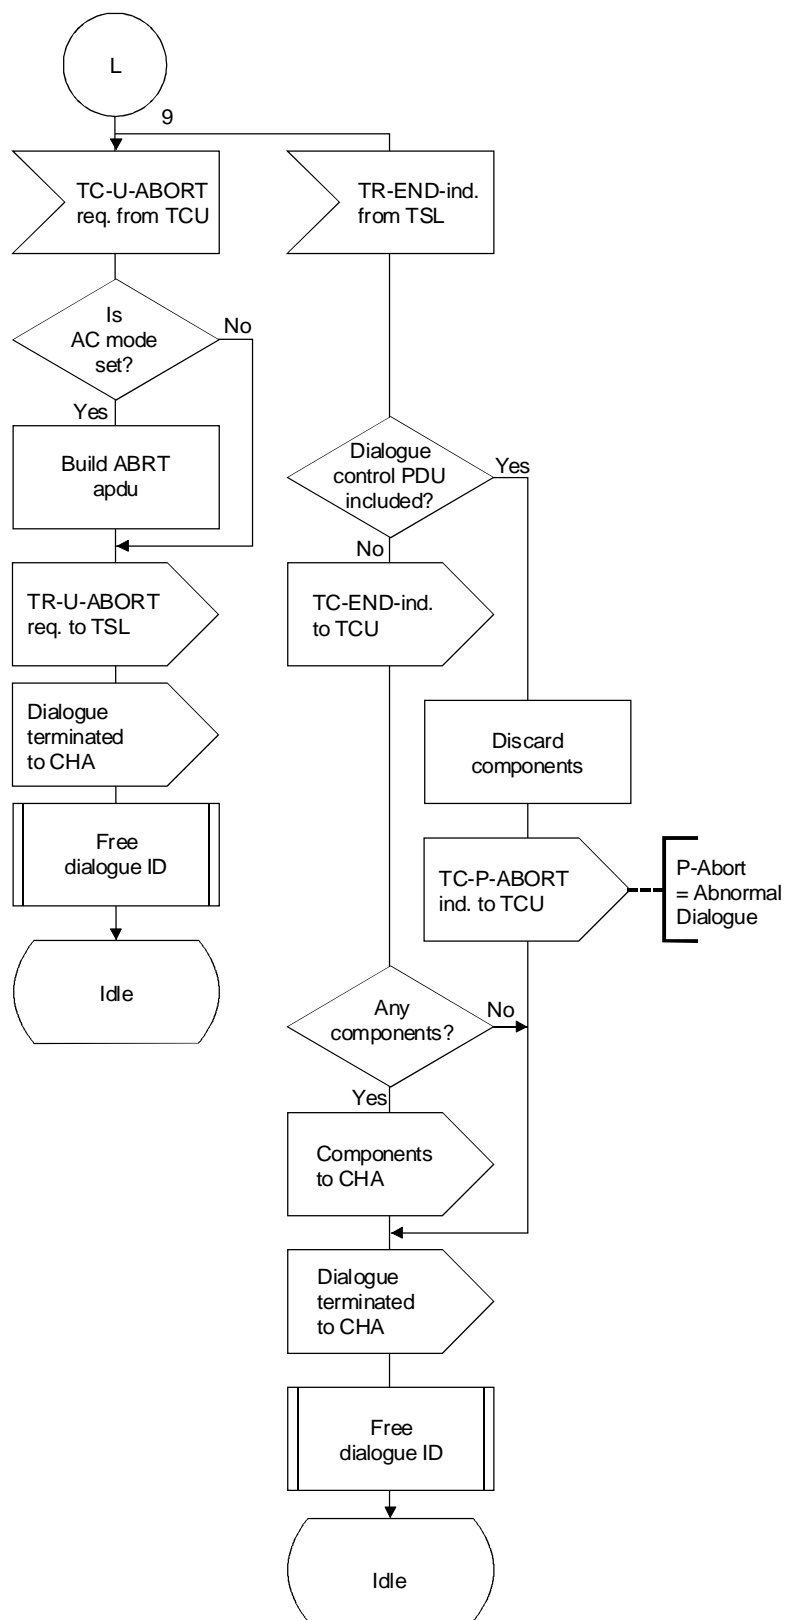 L
9
TC-U-ABORT
req. from TCU
TR-END-ind.
from TSL
Is
AC mode
set?
No
Yes
Build ABRT
apdu
Dialogue
control PDU
included?
Yes
No
TR-U-ABORT
req. to TSL
TC-END-ind.
to TCU
Dialogue
terminated
to CHA
Discard
components
Free
dialogue ID
TC-P-ABORT
ind. to TCU
P-Abort
= Abnormal
Dialogue
Idle
Any
components?
No
Yes
Components
to CHA
Dialogue
terminated
to CHA
Free
dialogue ID
Idle